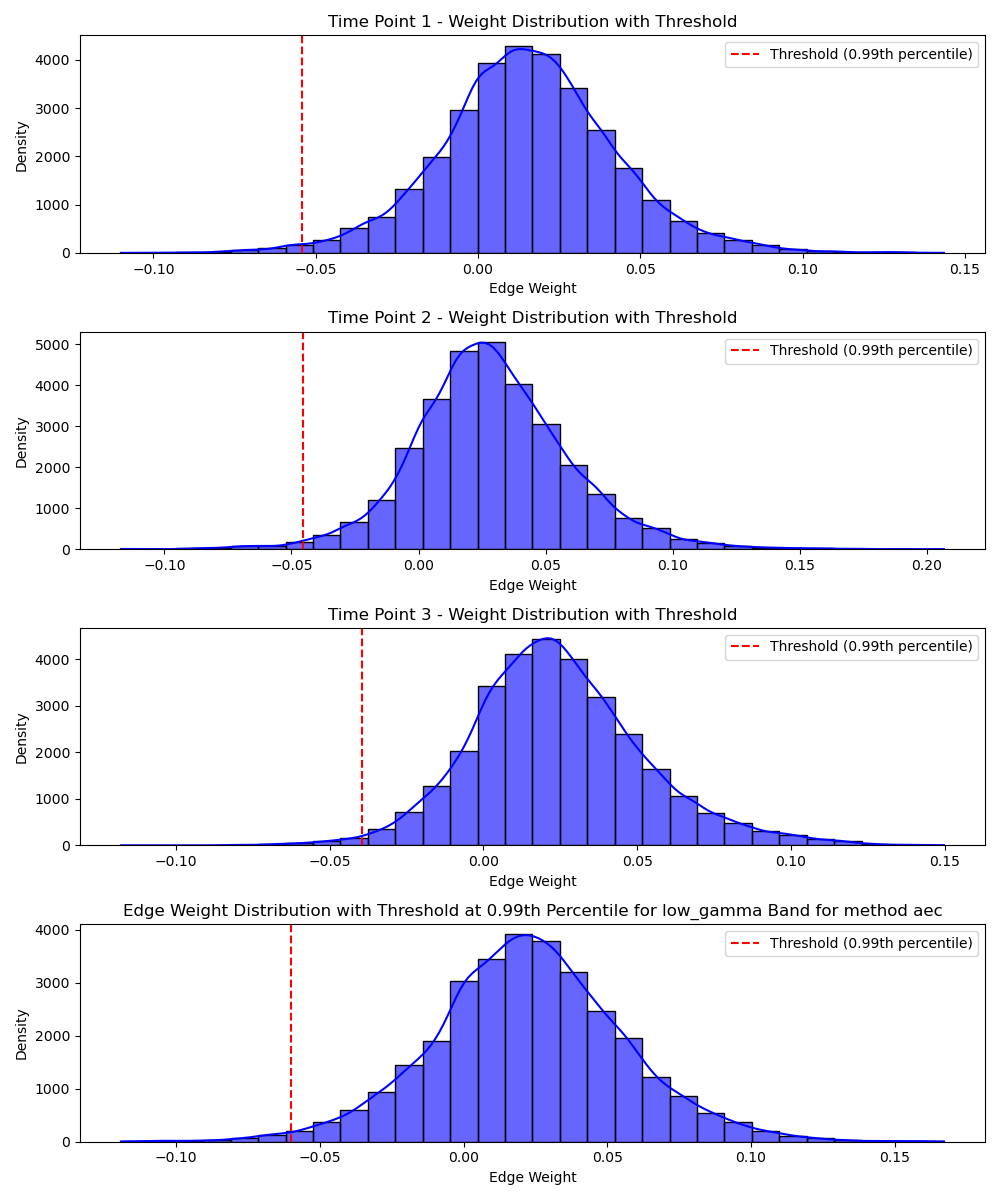 Time Point 1 - Weight Distribution with Threshold
Threshold (0.99th percentile)
Density
4000
3000
2000
1000
0
−0.10 −0.05 0.00 0.05 0.10 0.15
Edge Weight
Time Point 2 - Weight Distribution with Threshold
Threshold (0.99th percentile)
Density
5000
4000
3000
2000
1000
0
−0.10 −0.05 0.00 0.05 0.10 0.15 0.20
Edge Weight
Time Point 3 - Weight Distribution with Threshold
Threshold (0.99th percentile)
Density
4000
3000
2000
1000
0
−0.10 −0.05 0.00 0.05 0.10 0.15
Edge Weight
Edge Weight Distribution with Threshold at 0.99th Percentile for low_gamma Band for method aec
Threshold (0.99th percentile)
Density
4000
3000
2000
1000
0
−0.10 −0.05 0.00 0.05 0.10 0.15
Edge Weight